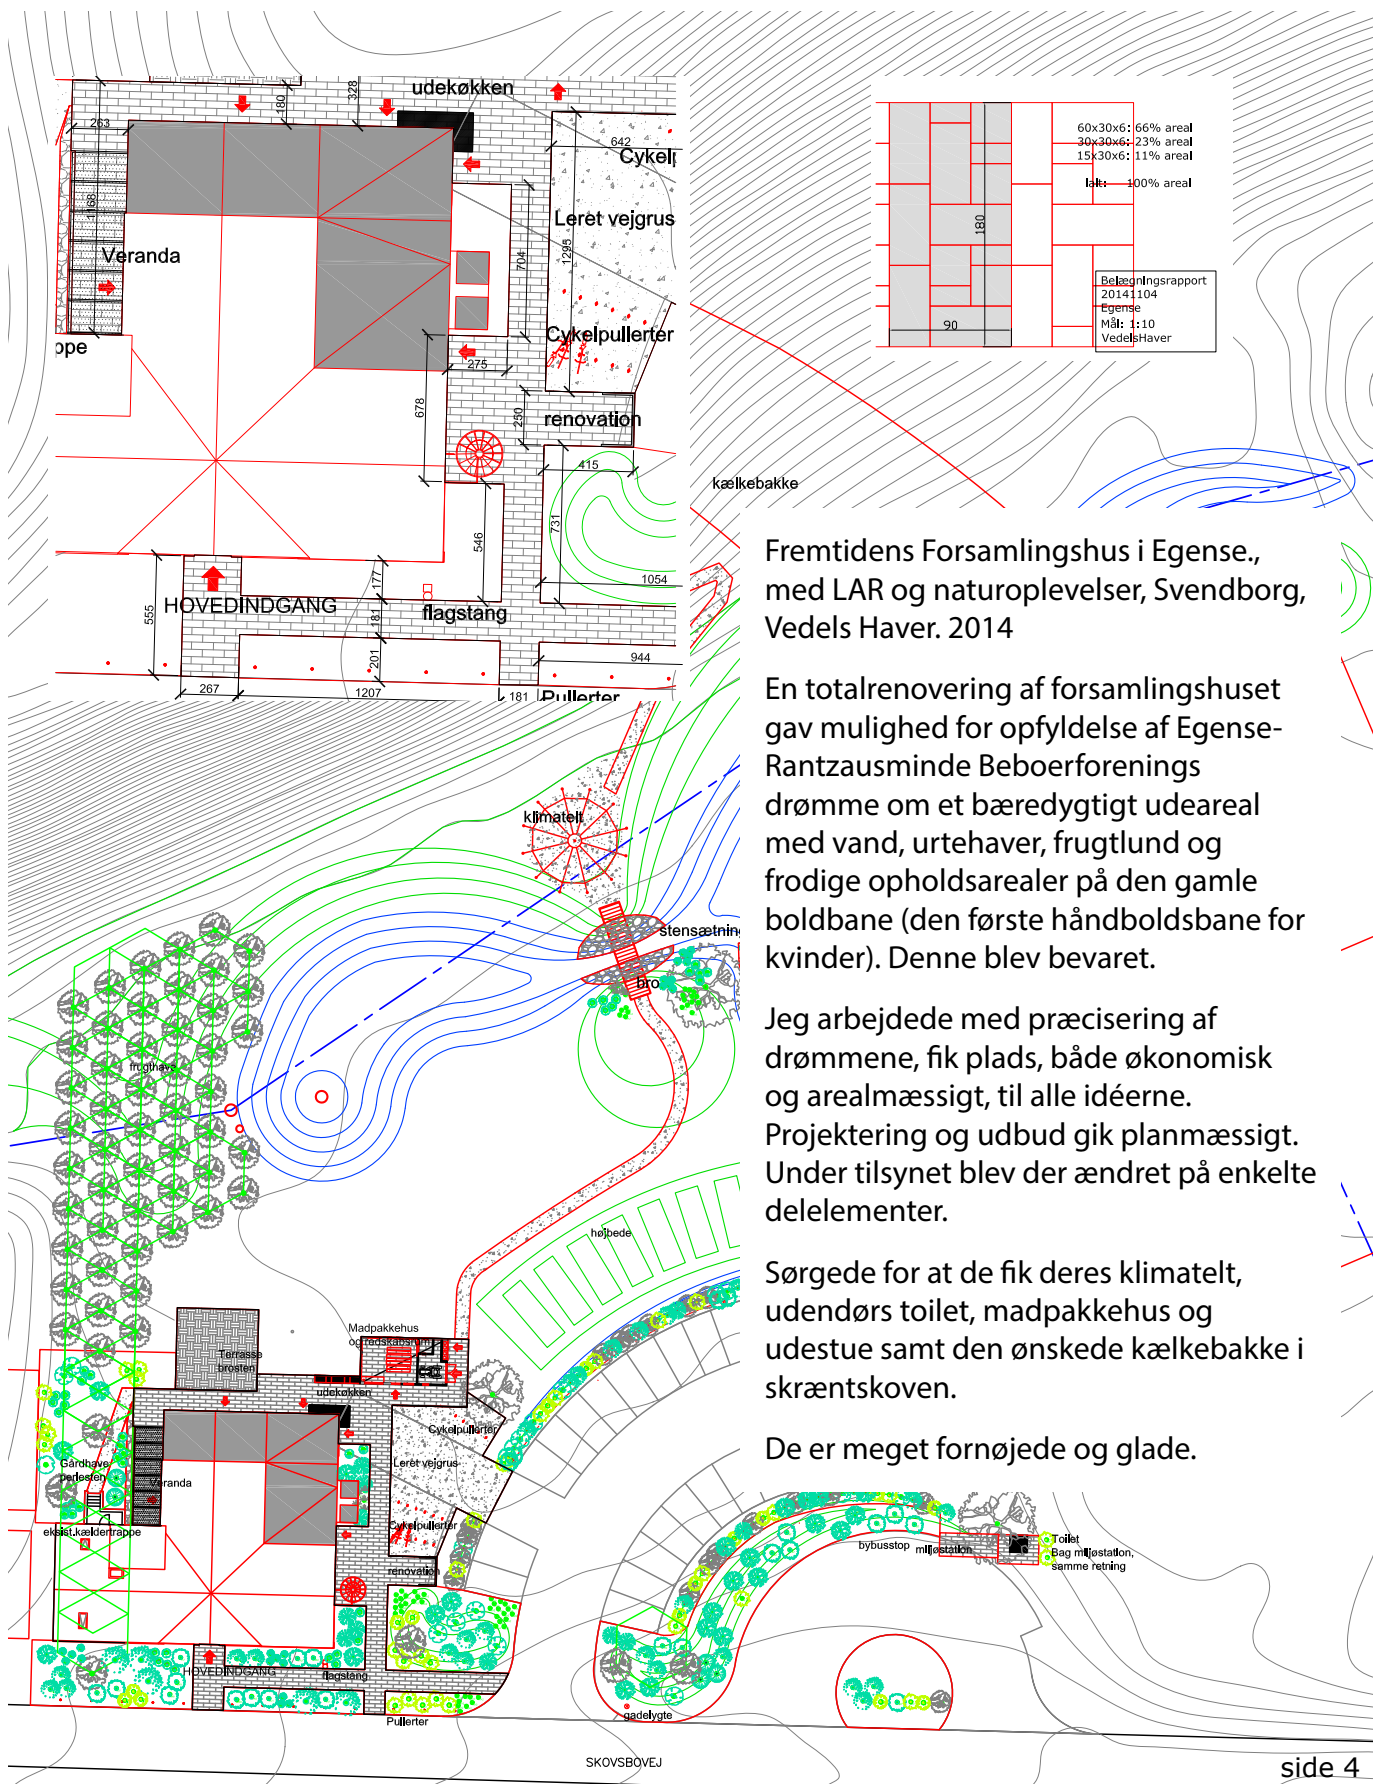 udekøkken
328
180
263
642
Leret vejgrus
1168
1295
704
Veranda
Cykelpullerter
275
678
250
renovation
415
731
546
1054
177
HOVEDINDGANG
flagstang
555
181
201
944
267
1207
181
Pullerter
60x30x6: 66% areal
30x30x6: 23% areal
15x30x6: 11% areal
Ialt: 100% areal
180
90
Belægningsrapport
20141104
Egense
Mål: 1:10
VedelsHaver
kælkebakke
Fremtidens Forsamlingshus i Egense.,
med LAR og naturoplevelser, Svendborg,
Vedels Haver. 2014
En totalrenovering af forsamlingshuset
gav mulighed for opfyldelse af Egense-
Rantzausminde Beboerforenings
drømme om et bæredygtigt udeareal
med vand, urtehaver, frugtlund og
frodige opholdsarealer på den gamle
boldbane (den første håndboldsbane for
kvinder). Denne blev bevaret.
Jeg arbejdede med præcisering af
drømmene, fik plads, både økonomisk
og arealmæssigt, til alle idéerne.
Projektering og udbud gik planmæssigt.
Under tilsynet blev der ændret på enkelte
delelementer.
Sørgede for at de fik deres klimatelt,
udendørs toilet, madpakkehus og
udestue samt den ønskede kælkebakke i
skræntskoven.
De er meget fornøjede og glade.
klimatelt
stensætning
bro
frugthave
højbede
Madpakkehus
Terrasse
brosten
udekøkken
Cykelpullerter
Leret vejgrus
Gårdhave
perlesten
Veranda
eksist.kældertrappe
Cykelpullerter
renovation
HOVEDINDGANG
flagstang
Pullerter
gadelygte
bybusstop
miljøstation
Toilet
Bag miljøstation,
samme retning
SKOVSBOVEJ
side 4